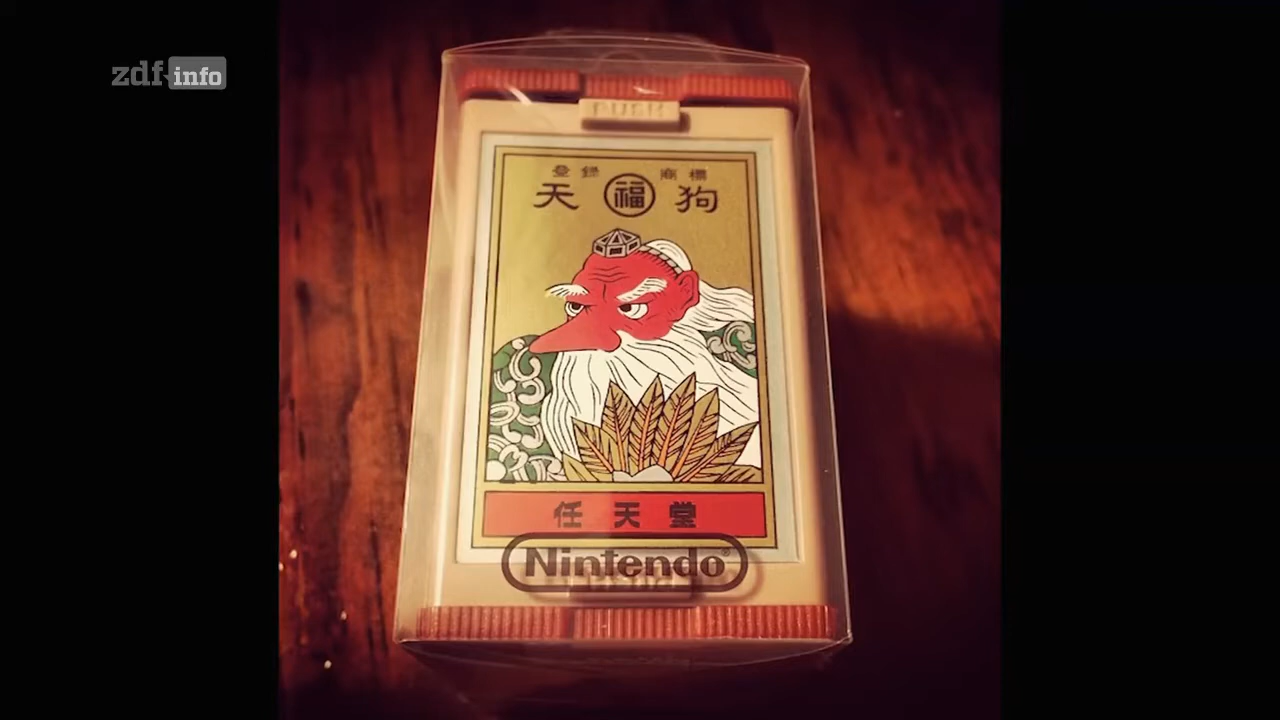 zdf info
PUSH
登録 商標
天 福 狗
任天堂
Nintendo®